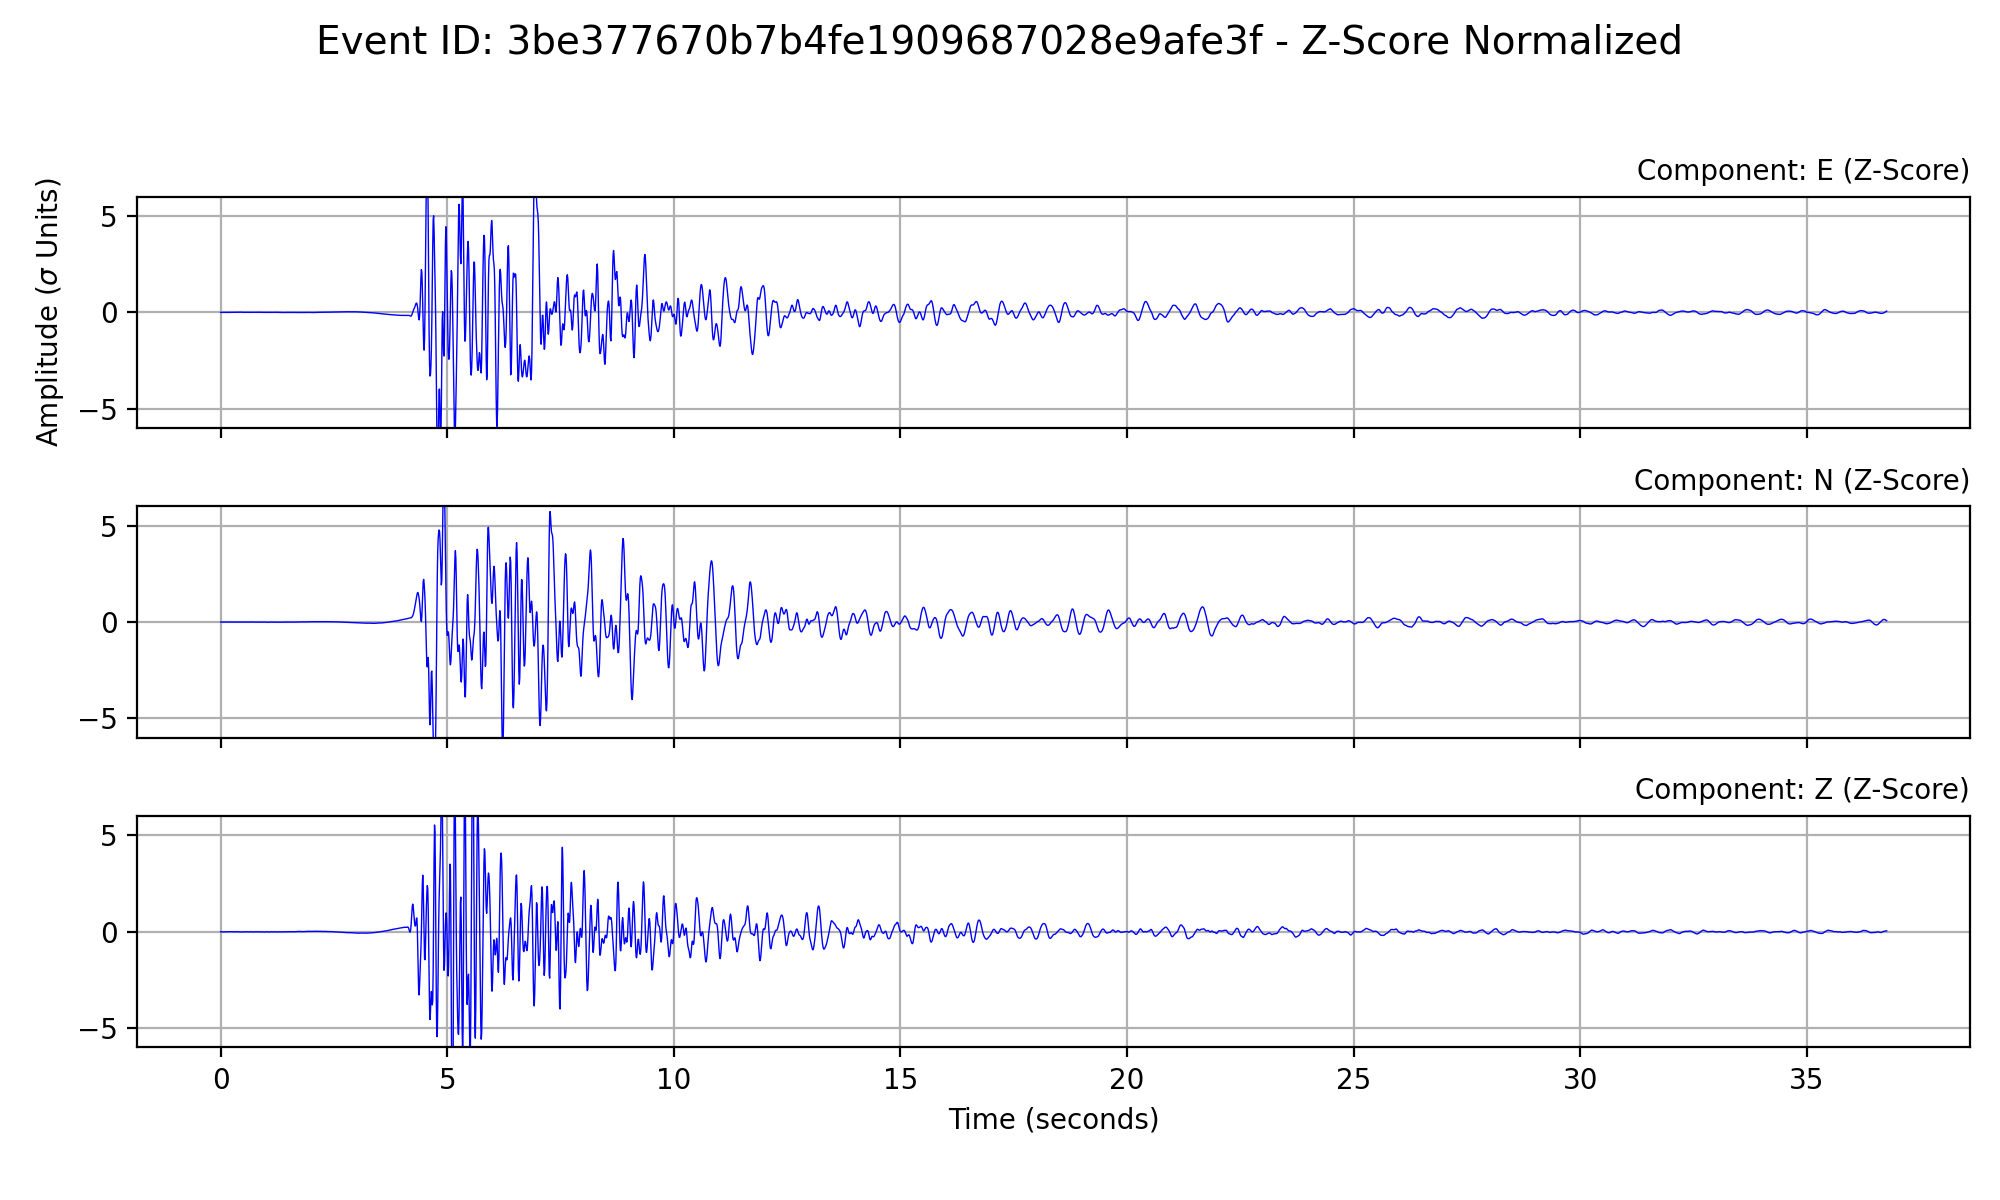 Event ID: 3be377670b7b4fe1909687028e9afe3f - Z-Score Normalized
Component: E (Z-Score)
Amplitude (σ Units)
5
0
−5
Component: N (Z-Score)
5
0
−5
Component: Z (Z-Score)
5
0
−5
0 5 10 15 20 25 30 35
Time (seconds)